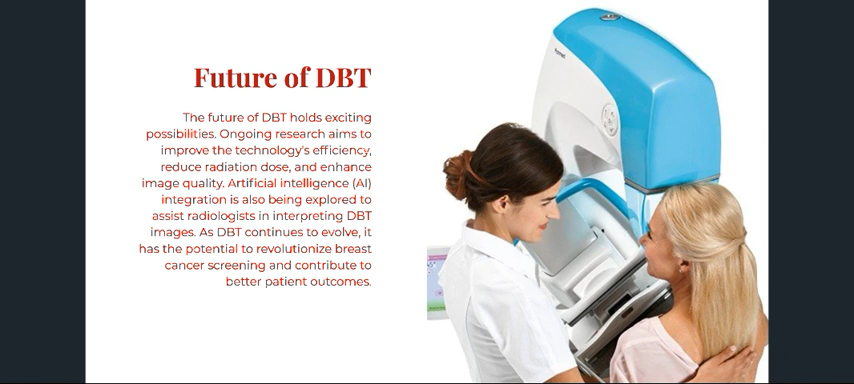 Future of DBT
The future of DBT holds exciting
possibilities. Ongoing research aims to
improve the technology's efficiency,
reduce radiation dose, and enhance
image quality. Artificial intelligence (AI)
integration is also being explored to
assist radiologists in interpreting DBT
images. As DBT continues to evolve, it
has the potential to revolutionize breast
cancer screening and contribute to
better patient outcomes.